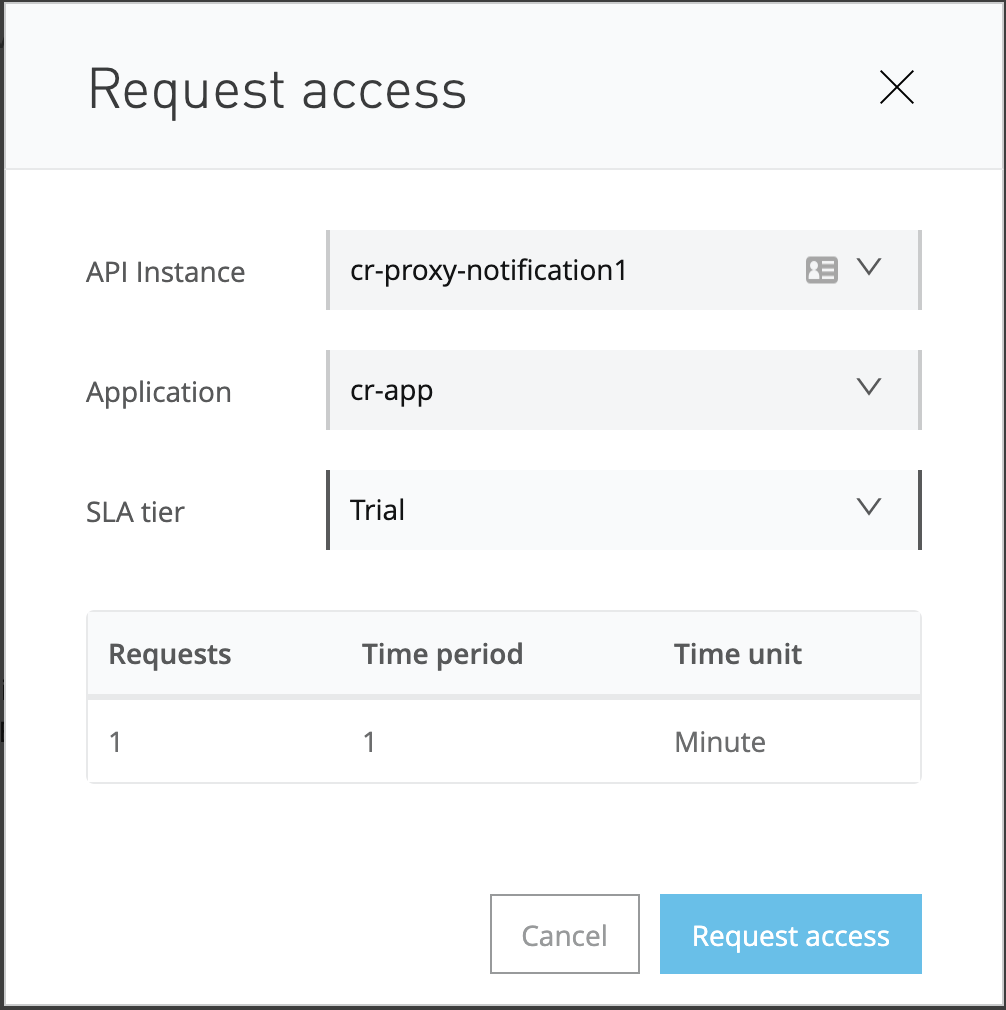 Request access
API Instance cr-proxy-notification1
Application cr-app
SLA tier Trial
Requests Time period Time unit
1 1 Minute
Cancel Request access